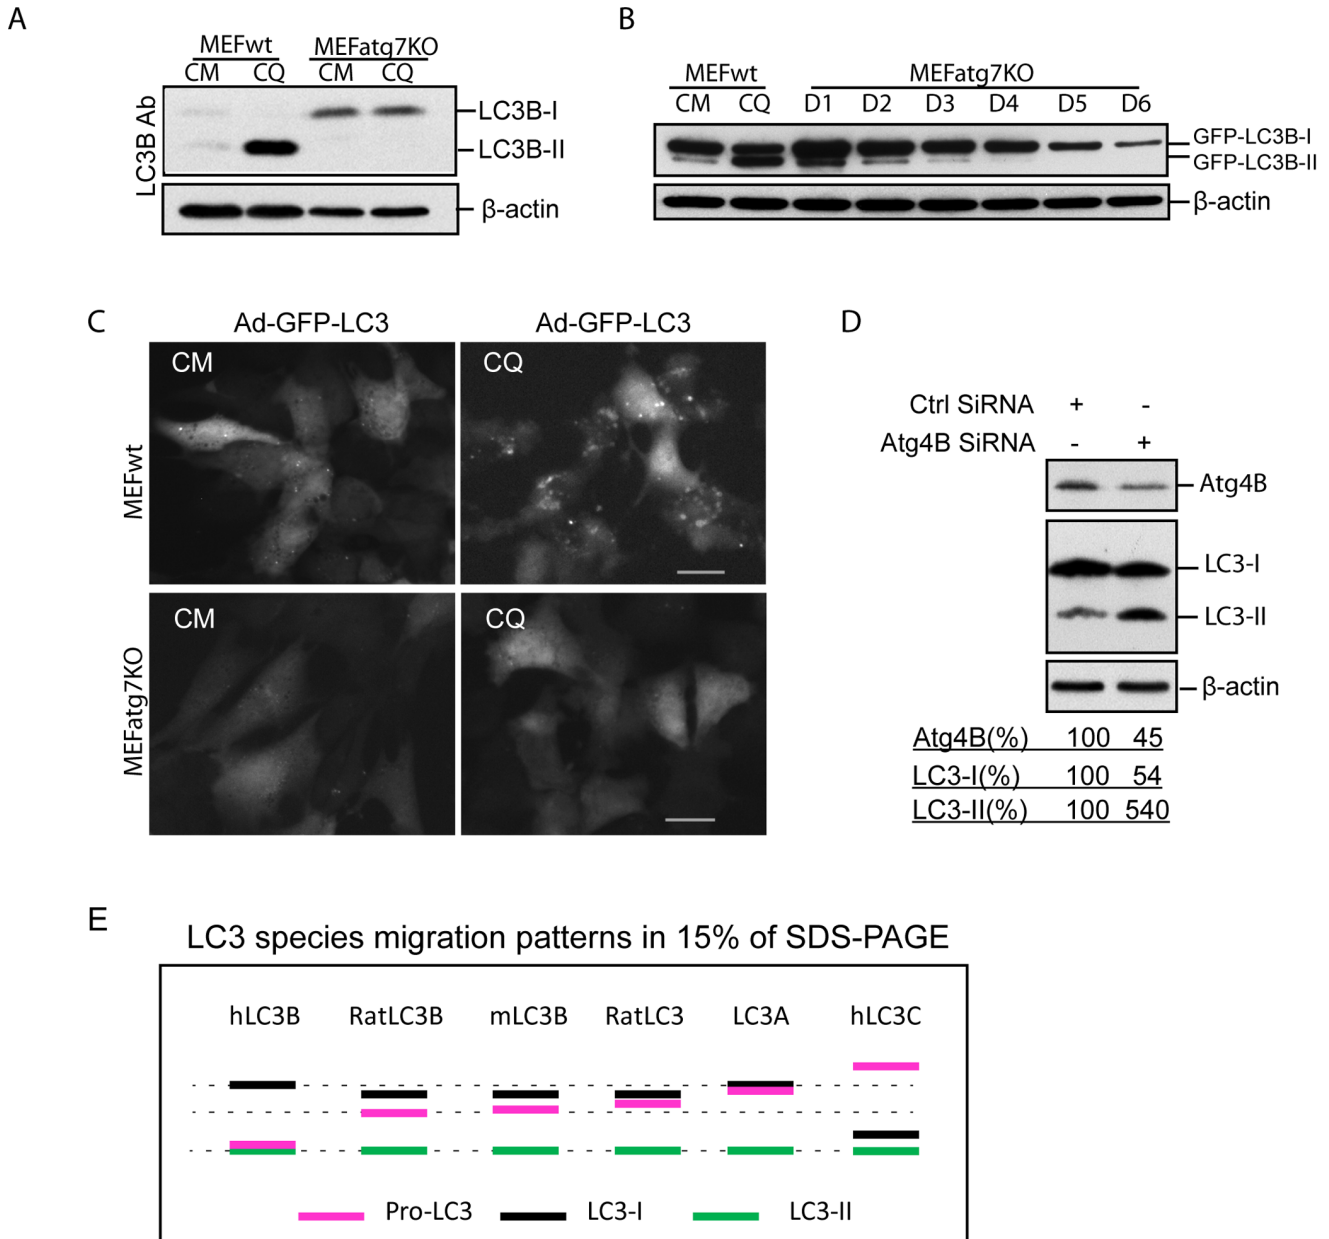 A
MEFwt MEFatg7KO
CM CQ CM CQ
LC3B Ab
LC3B-I
LC3B-II
β-actin
B
MEFwt MEFatg7KO
CM CQ D1 D2 D3 D4 D5 D6
GFP-LC3B-I
GFP-LC3B-II
β-actin
C
Ad-GFP-LC3 Ad-GFP-LC3
MEFwt
CM CQ
MEFatg7KO
CM CQ
D
Ctrl SiRNA + -
Atg4B SiRNA - +
Atg4B
LC3-I
LC3-II
β-actin
Atg4B(%) 100 45
LC3-I(%) 100 54
LC3-II(%) 100 540
E
LC3 species migration patterns in 15% of SDS-PAGE
hLC3B RatLC3B mLC3B RatLC3 LC3A hLC3C
Pro-LC3 LC3-I LC3-II